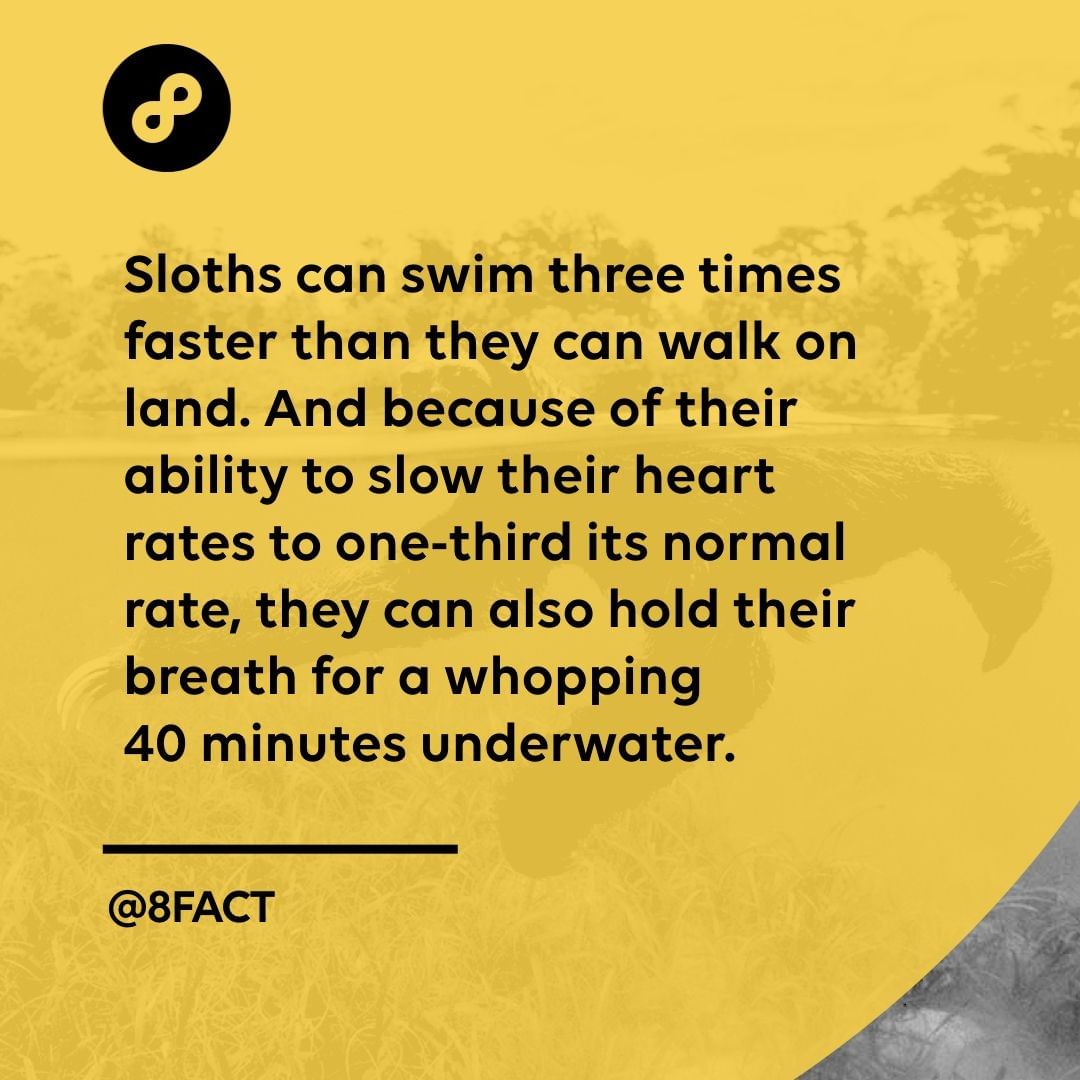 Sloths can swim three times
faster than they can walk on
land. And because of their
ability to slow their heart
rates to one-third its normal
rate, they can also hold their
breath for a whopping
40 minutes underwater.
@8FACT